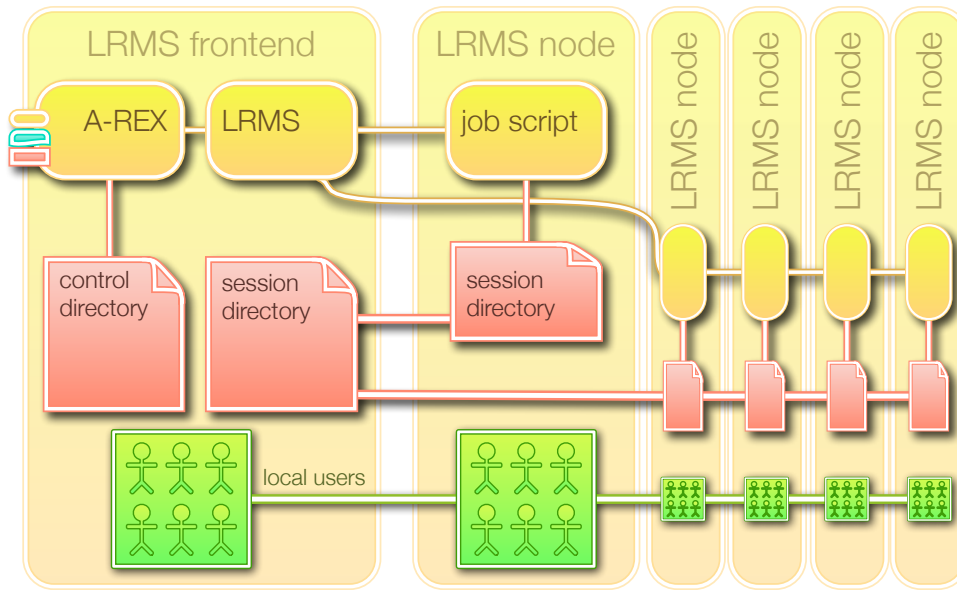 LRMS frontend
LRMS node
LRMS node
LRMS node
LRMS node
LRMS node
A-REX
LRMS
job script
control
directory
session
directory
session
directory
local users